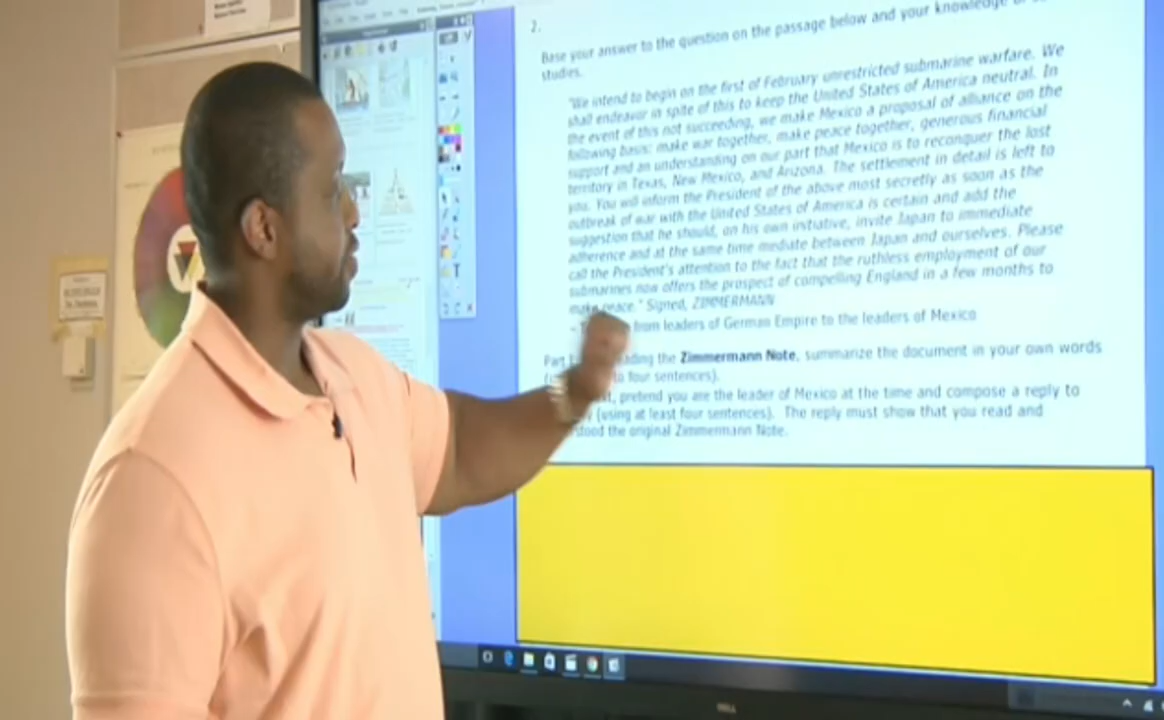 2.
Base your answer to the question on the passage below and your knowledge
studies.
"We intend to begin on the first of February unrestricted submarine warfare. We
shall endeavor in spite of this to keep the United States of America neutral. In
the event of this not succeeding, we make Mexico a proposal of alliance on the
following basis: make war together, make peace together, generous financial
support and an understanding on our part that Mexico is to reconquer the lost
territory in Texas, New Mexico, and Arizona. The settlement in detail is left to
you. You will inform the President of the above most secretly as soon as the
outbreak of war with the United States of America is certain and add the
suggestion that he should, on his own initiative, invite Japan to immediate
adherence and at the same time mediate between Japan and ourselves. Please
call the President's attention to the fact that the ruthless employment of our
submarines now offers the prospect of compelling England in a few months to
make peace." Signed, ZIMMERMANN
from leaders of German Empire to the leaders of Mexico
Part the Zimmermann Note, summarize the document in your own words
to four sentences).
pretend you are the leader of Mexico at the time and compose a reply to
(using at least four sentences). The reply must show that you read and
the original Zimmermann Note.
DELL